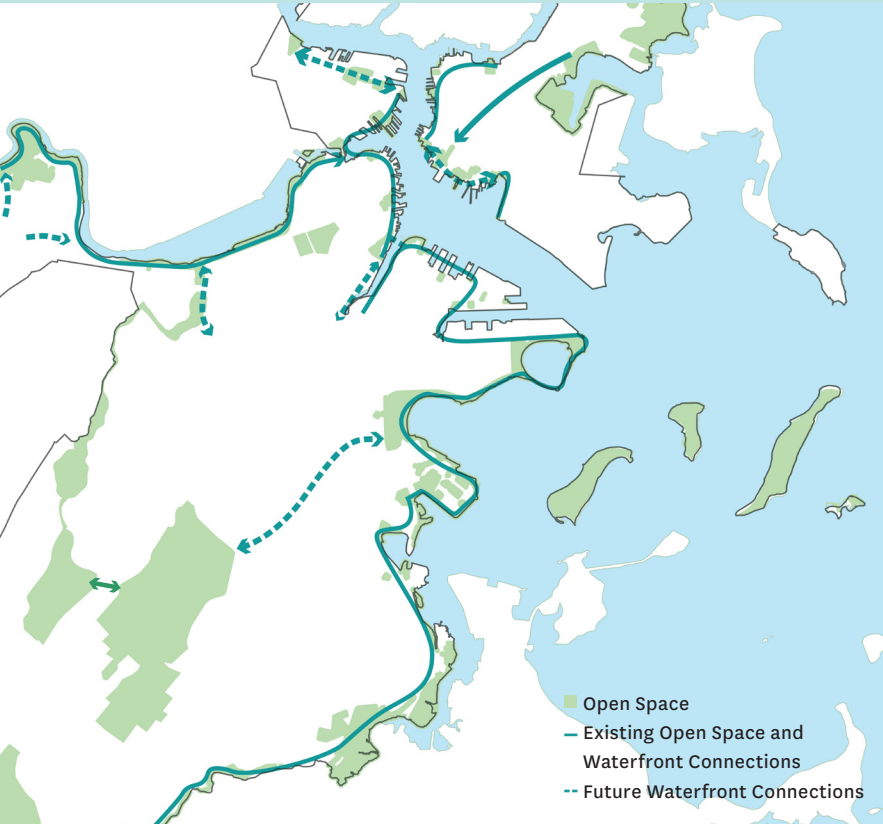 Open Space
Existing Open Space and
Waterfront Connections
Future Waterfront Connections